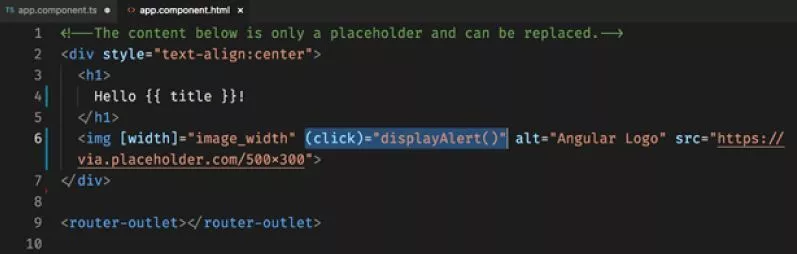 TS app.component.ts ● <> app.component.html
1 <!--The content below is only a placeholder and can be replaced.-->
2 <div style="text-align:center">
3 <h1>
4 Hello {{ title }}!
5 </h1>
6 <img [width]="image_width" (click)="displayAlert()" alt="Angular Logo" src="https://
via.placeholder.com/500×300">
7 </div>
8
9 <router-outlet></router-outlet>
10